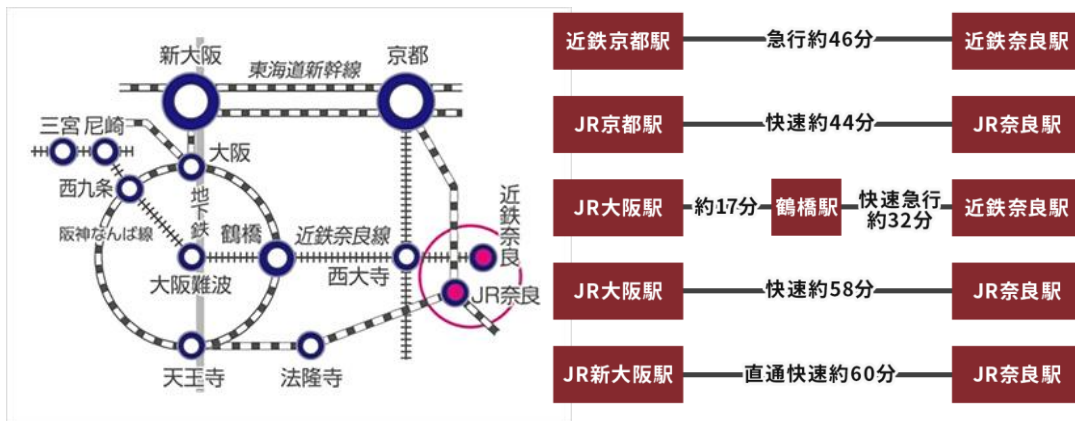 新大阪
京都
東海道新幹線
三宮
尼崎
大阪
西九条
地下鉄
阪神なんば線
鶴橋
近鉄奈良線
近鉄奈良
大阪難波
西大寺
JR奈良
天王寺
法隆寺
近鉄京都駅 急行約46分 近鉄奈良駅
JR京都駅 快速約44分 JR奈良駅
JR大阪駅 約17分 鶴橋駅 快速急行 近鉄奈良駅
約32分
JR大阪駅 快速約58分 JR奈良駅
JR新大阪駅 直通快速約60分 JR奈良駅